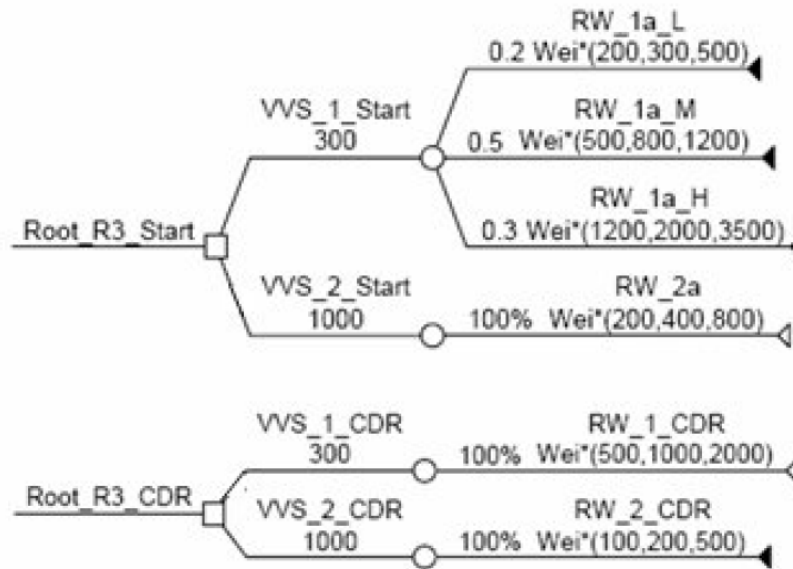 RW_1a_L
0.2 Wei*(200,300,500)
VVS_1_Start
300
RW_1a_M
0.5 Wei*(500,800,1200)
RW_1a_H
0.3 Wei*(1200,2000,3500)
Root_R3_Start
VVS_2_Start
1000
RW_2a
100% Wei*(200,400,800)
VVS_1_CDR
300
RW_1_CDR
100% Wei*(500,1000,2000)
Root_R3_CDR
VVS_2_CDR
1000
RW_2_CDR
100% Wei*(100,200,500)